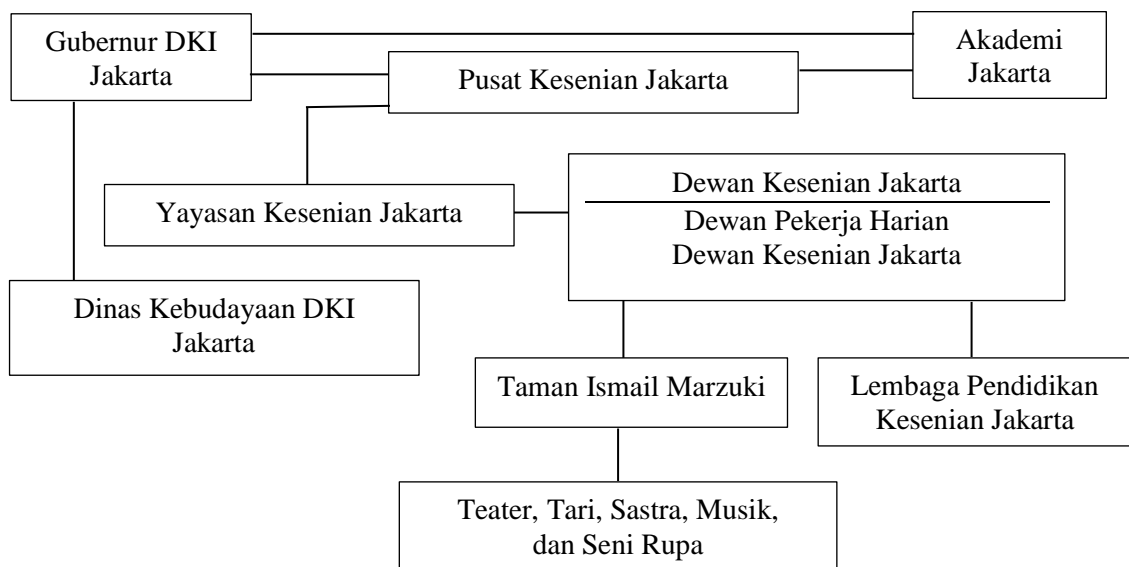 Gubernur DKI
Jakarta
Akademi
Jakarta
Pusat Kesenian Jakarta
Yayasan Kesenian Jakarta
Dewan Kesenian Jakarta
Dewan Pekerja Harian
Dewan Kesenian Jakarta
Dinas Kebudayaan DKI
Jakarta
Taman Ismail Marzuki
Lembaga Pendidikan
Kesenian Jakarta
Teater, Tari, Sastra, Musik,
dan Seni Rupa